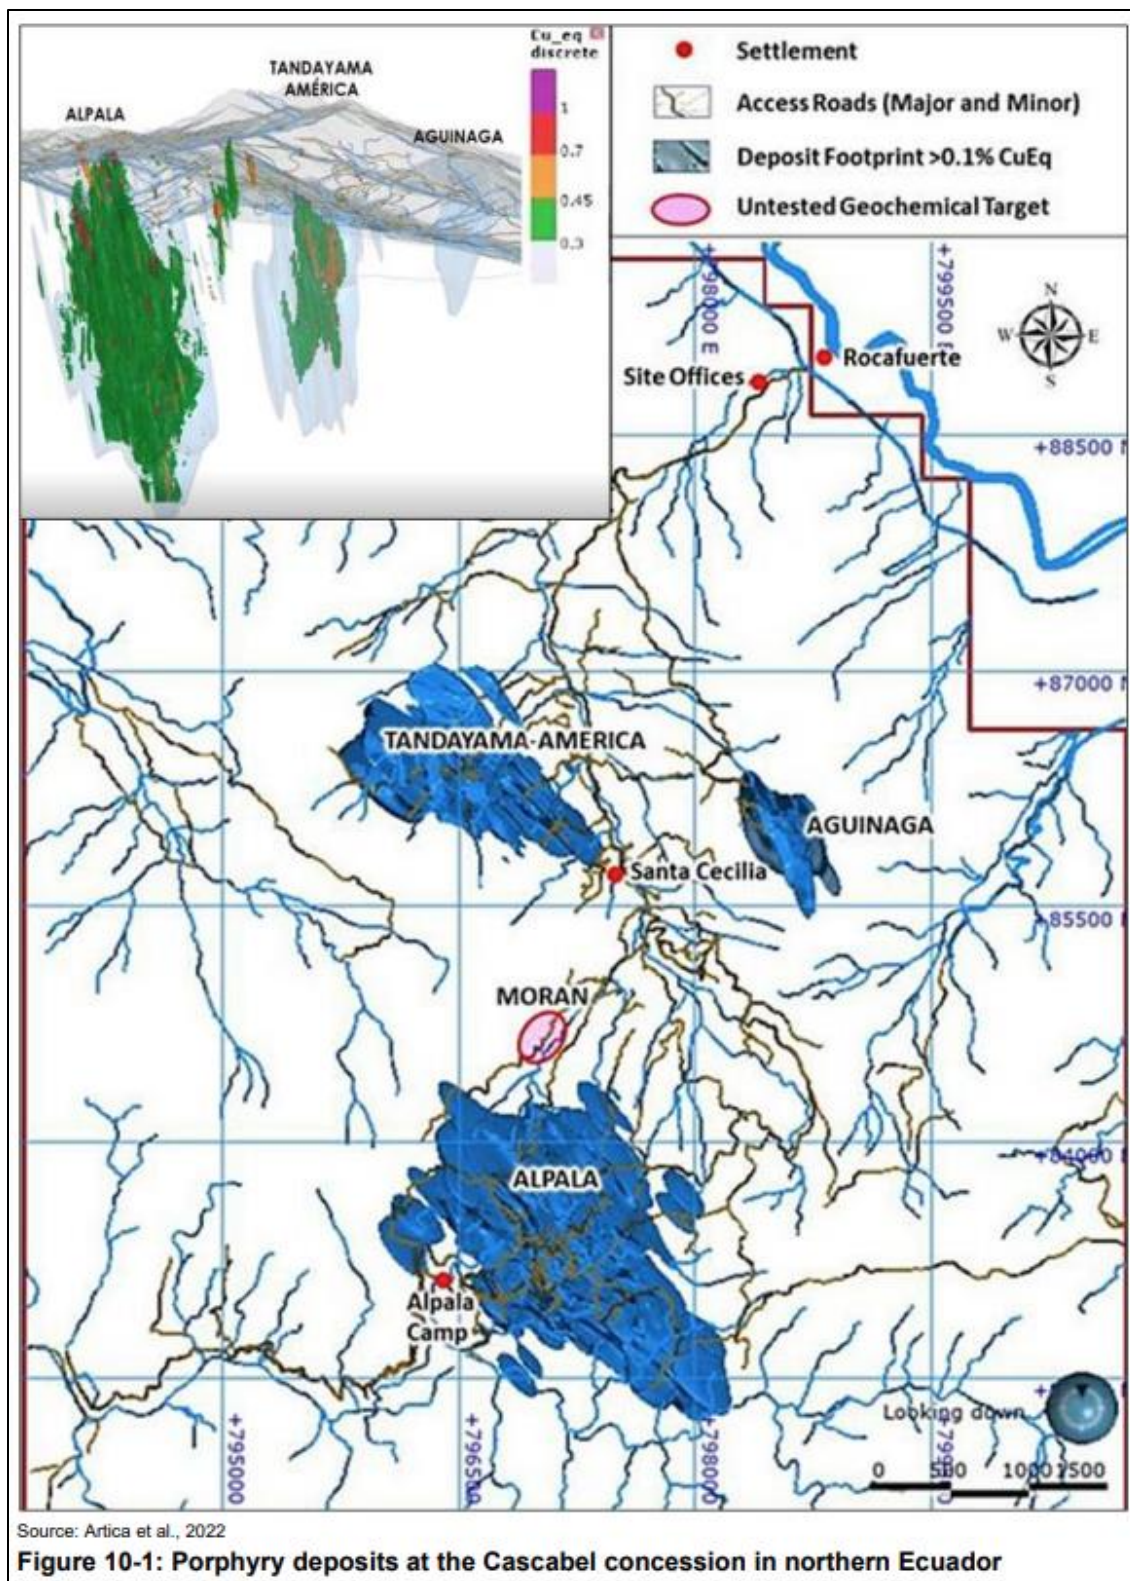 Cu_eq
discrete
1
0.7
0.45
0.3
TANDAYAMA
AMÉRICA
ALPALA
AGUINAGA
Settlement
Access Roads (Major and Minor)
Deposit Footprint >0.1% CuEq
Untested Geochemical Target
+798000 E
+799500 E
N
W
E
S
Rocafuerte
Site Offices
+88500 N
+87000 N
TANDAYAMA-AMERICA
AGUINAGA
Santa Cecilia
+85500 N
MORAN
+84000 N
ALPALA
Alpala
Camp
Looking down
+795000
+796500
+798000
0 500 1000 1500
Source: Artica et al., 2022
Figure 10-1: Porphyry deposits at the Cascabel concession in northern Ecuador